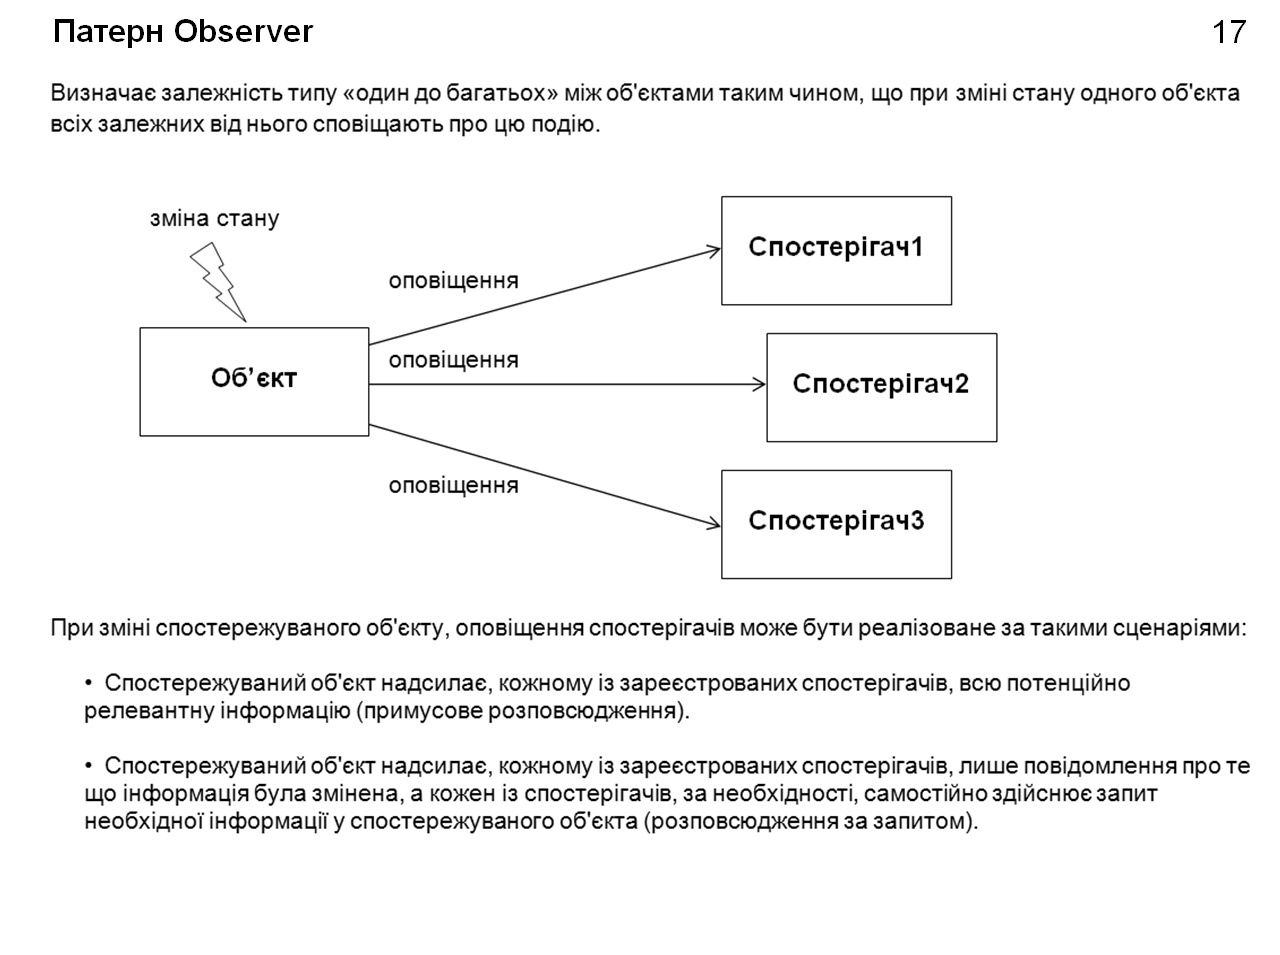 Патерн Observer
17
Визначає залежність типу «один до багатьох» між об'єктами таким чином, що при зміні стану одного об'єкта
всіх залежних від нього сповіщають про цю подію.
зміна стану
Спостерігач1
оповіщення
оповіщення
Об’єкт
Спостерігач2
оповіщення
Спостерігач3
При зміні спостережуваного об'єкту, оповіщення спостерігачів може бути реалізоване за такими сценаріями:
• Спостережуваний об'єкт надсилає, кожному із зареєстрованих спостерігачів, всю потенційно
релевантну інформацію (примусове розповсюдження).
• Спостережуваний об'єкт надсилає, кожному із зареєстрованих спостерігачів, лише повідомлення про те
що інформація була змінена, а кожен із спостерігачів, за необхідності, самостійно здійснює запит
необхідної інформації у спостережуваного об'єкта (розповсюдження за запитом).